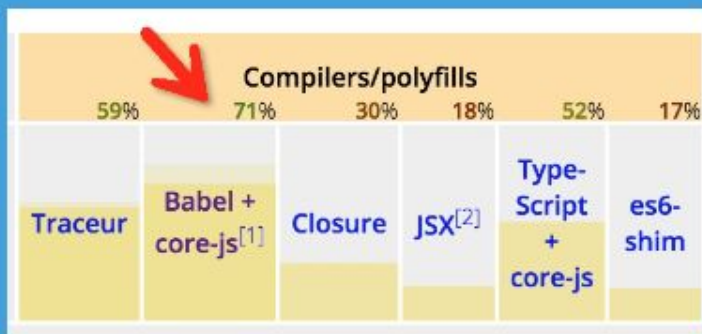 Compilers/polyfills
59% 71% 30% 18% 52% 17%
Traceur
Babel +
core-js[1]
Closure
JSX[2]
Type-
Script
+
core-js
es6-
shim